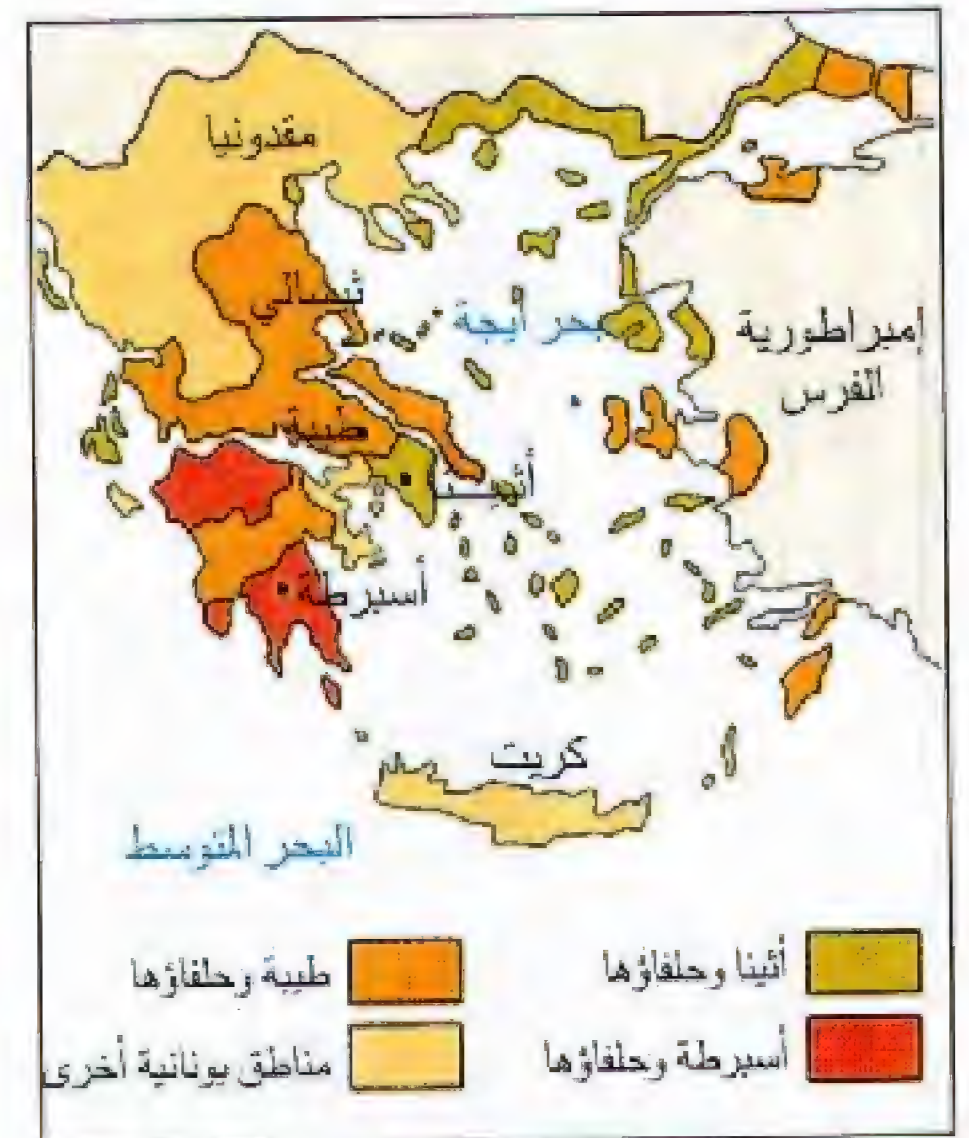 مقدونيا
ثيسالي
بحر أيجة
إمبراطورية
الفرس
طيبة
أثينا
أسبرطة
كريت
البحر المتوسط
أثينا وحلفاؤها
طيبة وحلفاؤها
أسبرطة وحلفاؤها
مناطق يونانية أخرى